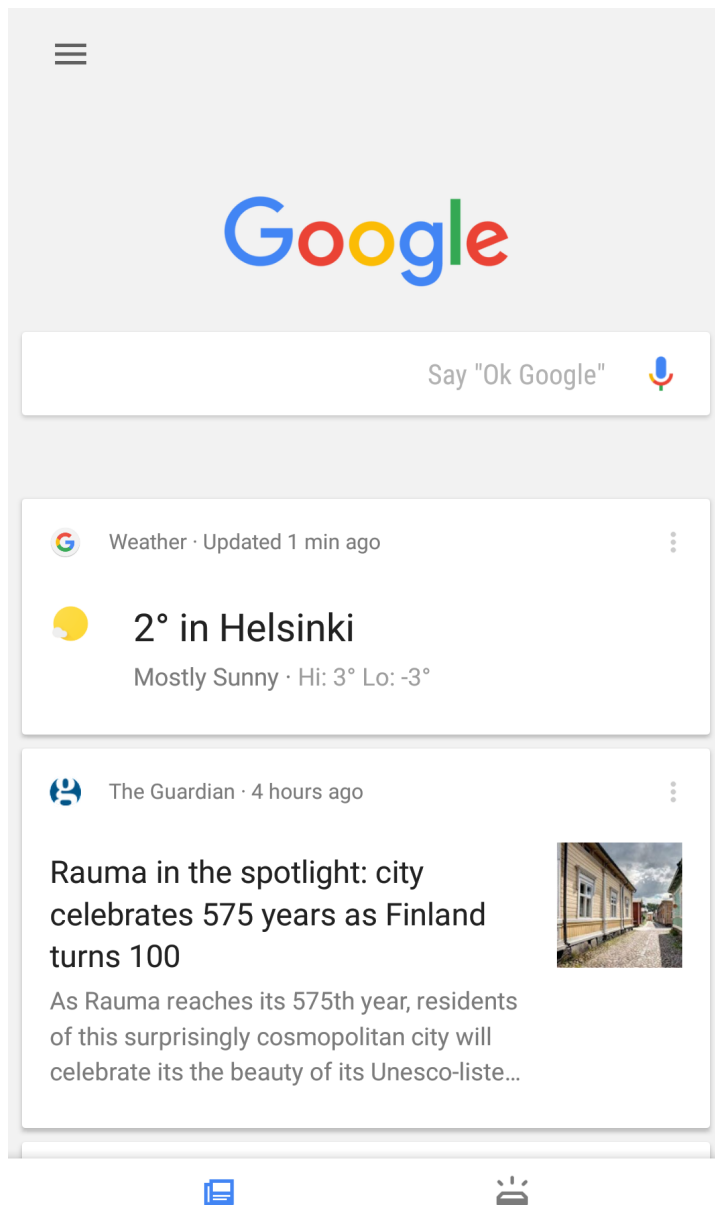 Google
Say "Ok Google"
Weather · Updated 1 min ago
2° in Helsinki
Mostly Sunny · Hi: 3° Lo: -3°
The Guardian · 4 hours ago
Rauma in the spotlight: city
celebrates 575 years as Finland
turns 100
As Rauma reaches its 575th year, residents
of this surprisingly cosmopolitan city will
celebrate its the beauty of its Unesco-liste...